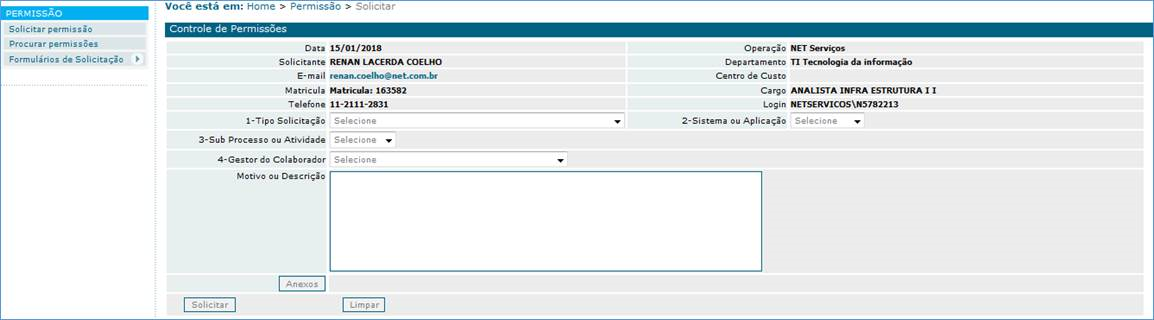 Você está em: Home > Permissão > Solicitar
PERMISSÃO
Solicitar permissão
Procurar permissões
Formulários de Solicitação
Controle de Permissões
Data 15/01/2018 Operação NET Serviços
Solicitante RENAN LACERDA COELHO Departamento TI Tecnologia da informação
E-mail renan.coelho@net.com.br Centro de Custo
Matricula Matricula: 163582 Cargo ANALISTA INFRA ESTRUTURA I I
Telefone 11-2111-2831 Login NETSERVICOS\N5782213
1-Tipo Solicitação Selecione 2-Sistema ou Aplicação Selecione
3-Sub Processo ou Atividade Selecione
4-Gestor do Colaborador Selecione
Motivo ou Descrição
Anexos
Solicitar Limpar